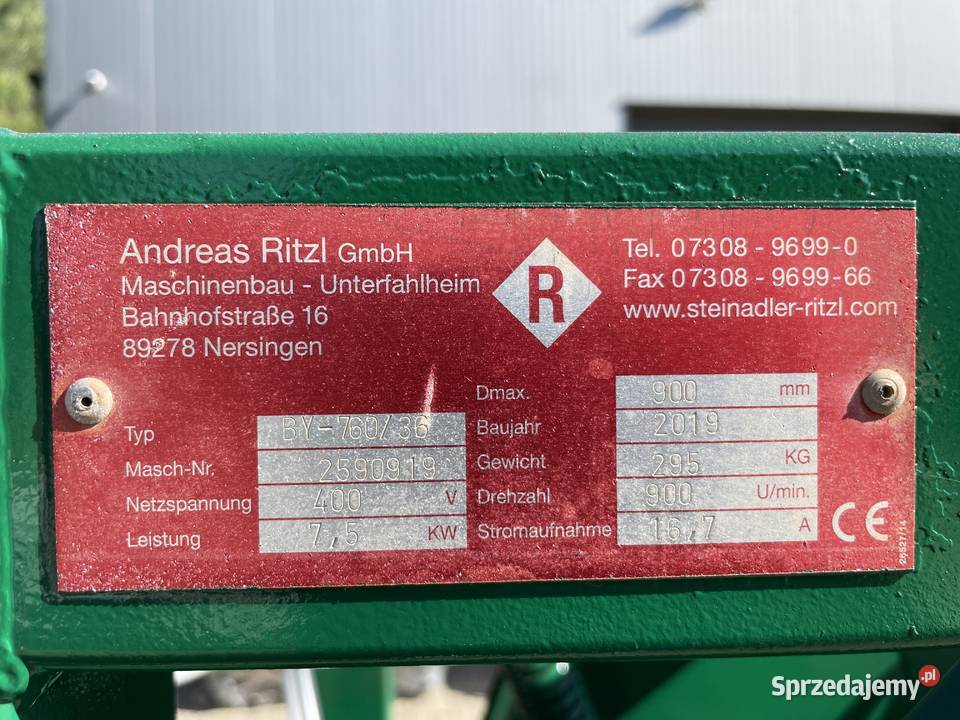 Andreas Ritzl GmbH
Maschinenbau - Unterfahlheim
Bahnhofstraße 16
89278 Nersingen
R
Tel. 07308 - 9699-0
Fax 07308 - 9699-66
www.steinadler-ritzl.com
Typ BY-760/36
Masch-Nr. 2590919
Netzspannung 400 V
Leistung 7,5 KW
Dmax. 900 mm
Baujahr 2019
Gewicht 295 KG
Drehzahl 900 U/min.
Stromaufnahme 16,7 A
CE
26527/14
Sprzedajemy.pl